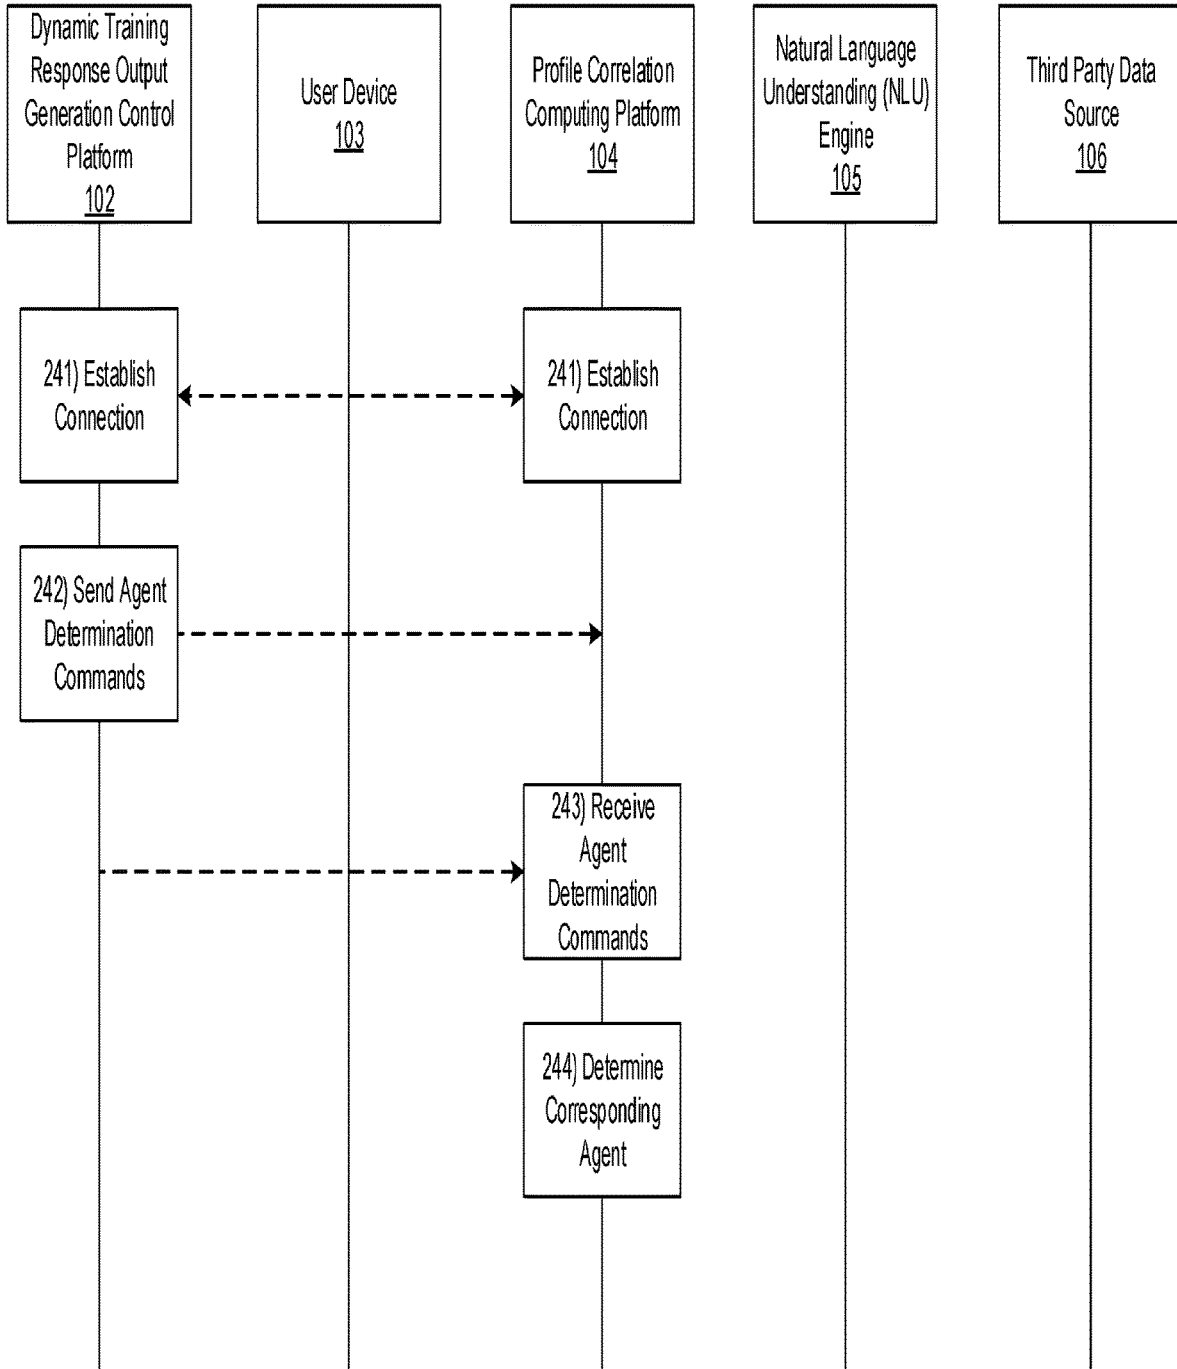 Dynamic Training
Response Output
Generation Control
Platform
102
User Device
103
Profile Correlation
Computing Platform
104
Natural Language
Understanding (NLU)
Engine
105
Third Party Data
Source
106
241) Establish
Connection
241) Establish
Connection
242) Send Agent
Determination
Commands
243) Receive
Agent
Determination
Commands
244) Determine
Corresponding
Agent